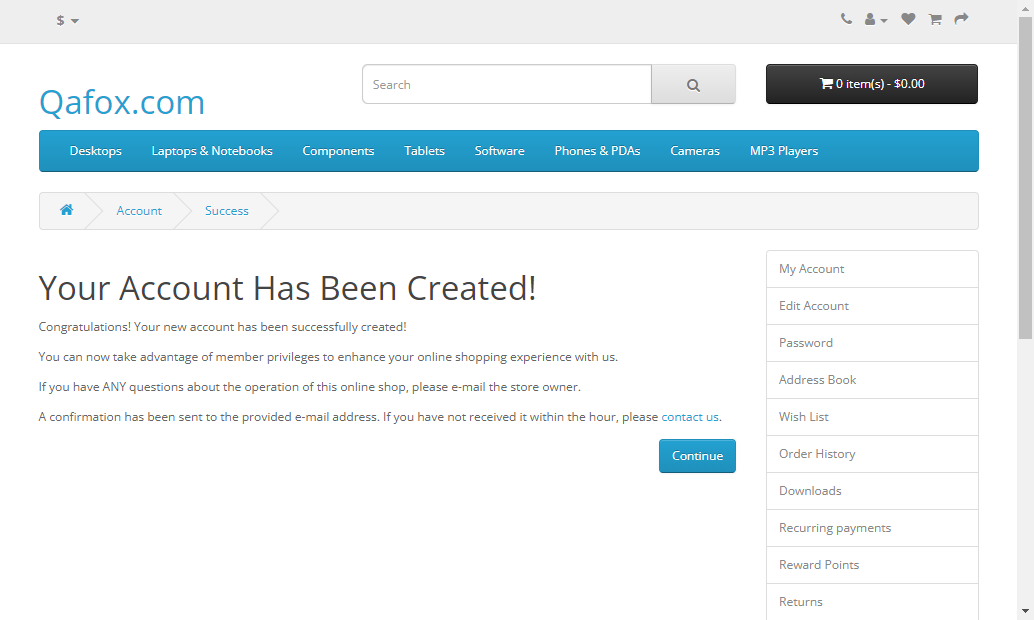 $
Search
0 item(s) - $0.00
Qafox.com
Desktops Laptops & Notebooks Components Tablets Software Phones & PDAs Cameras MP3 Players
Account Success
Your Account Has Been Created!
Congratulations! Your new account has been successfully created!
You can now take advantage of member privileges to enhance your online shopping experience with us.
If you have ANY questions about the operation of this online shop, please e-mail the store owner.
A confirmation has been sent to the provided e-mail address. If you have not received it within the hour, please contact us.
Continue
My Account
Edit Account
Password
Address Book
Wish List
Order History
Downloads
Recurring payments
Reward Points
Returns